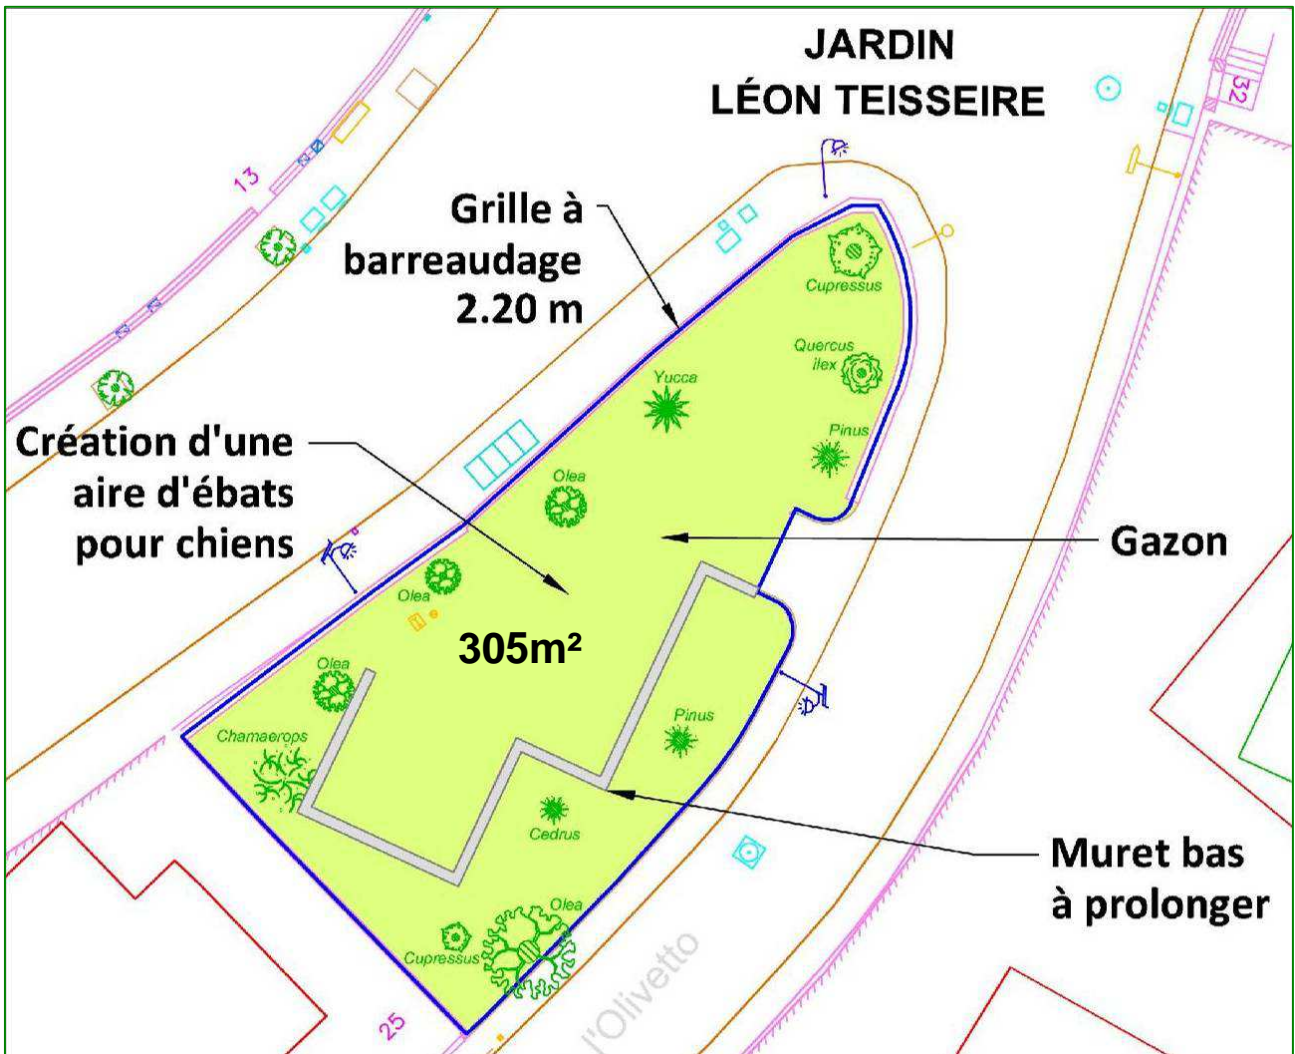 JARDIN
LÉON TEISSEIRE
32
13
Grille à
barreaudage
2.20 m
Cupressus
Quercus
ilex
Yucca
Pinus
Création d'une
aire d'ébats
pour chiens
Olea
Gazon
Olea
305m²
Olea
Pinus
Chamaerops
Cedrus
Muret bas
à prolonger
Olea
Cupressus
25
l'Olivetto